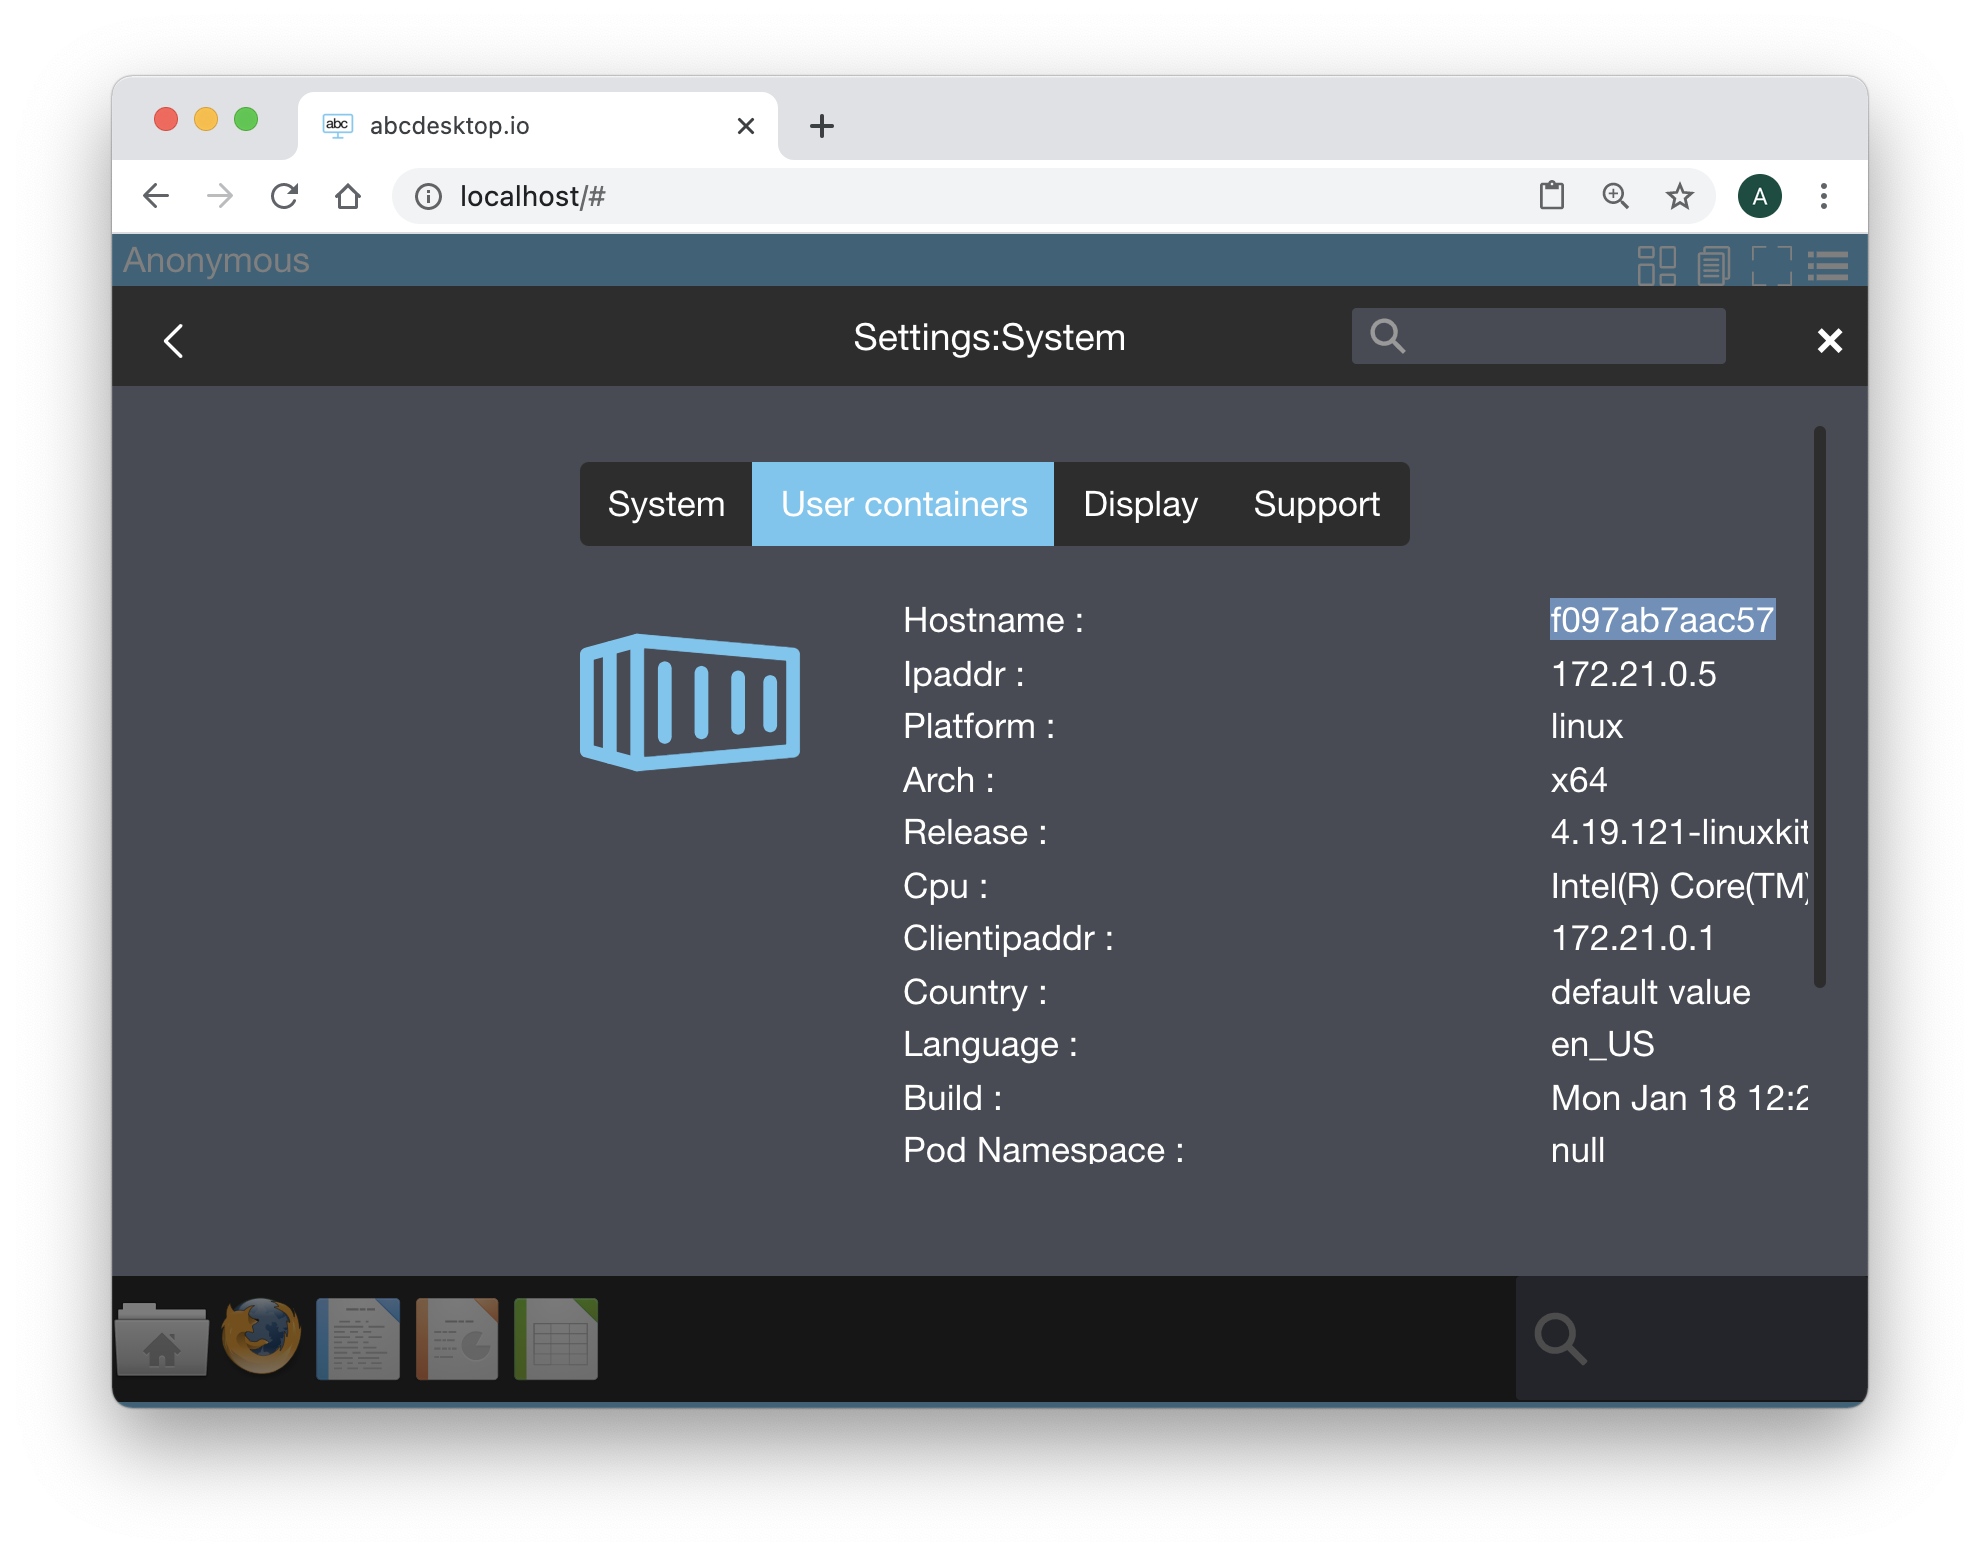 abc abcdesktop.io
localhost/#
A
Anonymous
Settings:System
System User containers Display Support
Hostname : f097ab7aac57
Ipaddr : 172.21.0.5
Platform : linux
Arch : x64
Release : 4.19.121-linuxkit
Cpu : Intel(R) Core(TM)
Clientipaddr : 172.21.0.1
Country : default value
Language : en_US
Build : Mon Jan 18 12:2
Pod Namespace : null